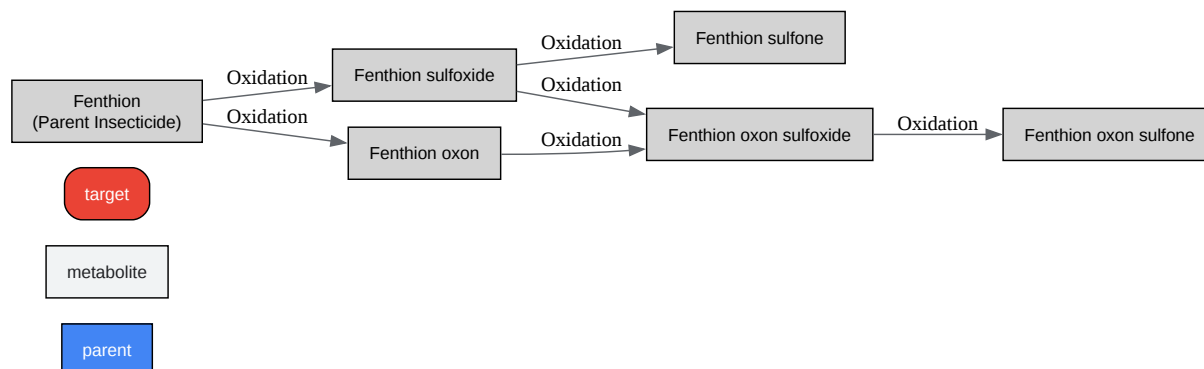 Fenthion
(Parent Insecticide)
Oxidation
Oxidation
Fenthion sulfoxide
Fenthion oxon
Oxidation
Oxidation
Oxidation
Fenthion sulfone
Fenthion oxon sulfoxide
Oxidation
Fenthion oxon sulfone
target
metabolite
parent